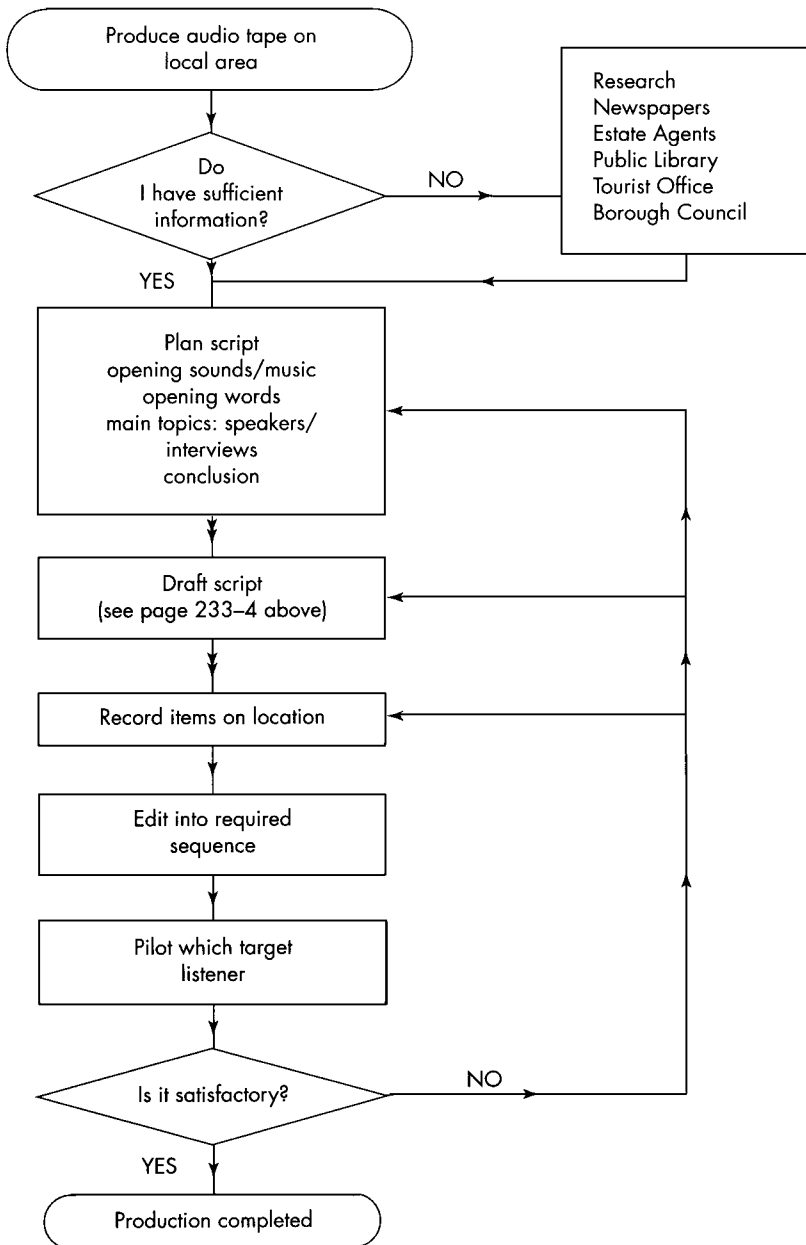 Produce audio tape on
local area
Do
I have sufficient
information?
NO
Research
Newspapers
Estate Agents
Public Library
Tourist Office
Borough Council
YES
Plan script
opening sounds/music
opening words
main topics: speakers/
interviews
conclusion
Draft script
(see page 233–4 above)
Record items on location
Edit into required
sequence
Pilot which target
listener
Is it satisfactory?
NO
YES
Production completed